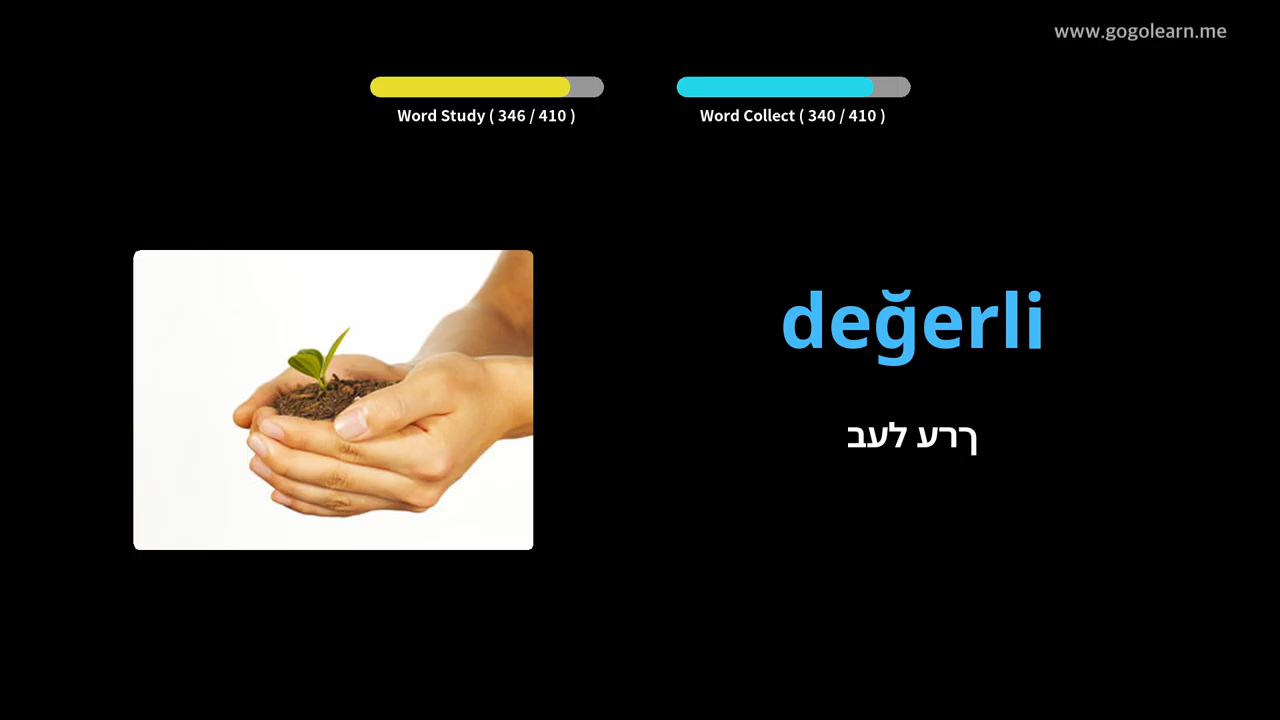 www.gogolearn.me
Word Study ( 346 / 410 )
Word Collect ( 340 / 410 )
değerli
ךרע לעב